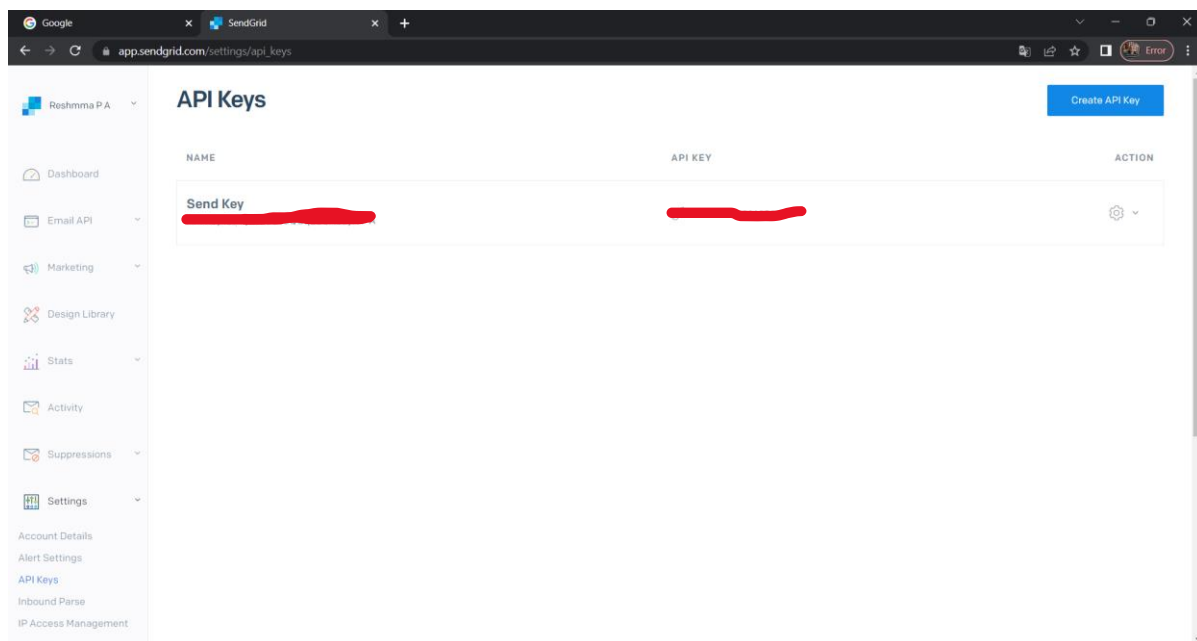 Google
SendGrid
app.sendgrid.com/settings/api_keys
Error
Reshmma P A
API Keys
Create API Key
NAME
API KEY
ACTION
Dashboard
Send Key
Email API
Marketing
Design Library
Stats
Activity
Suppressions
Settings
Account Details
Alert Settings
API Keys
Inbound Parse
IP Access Management